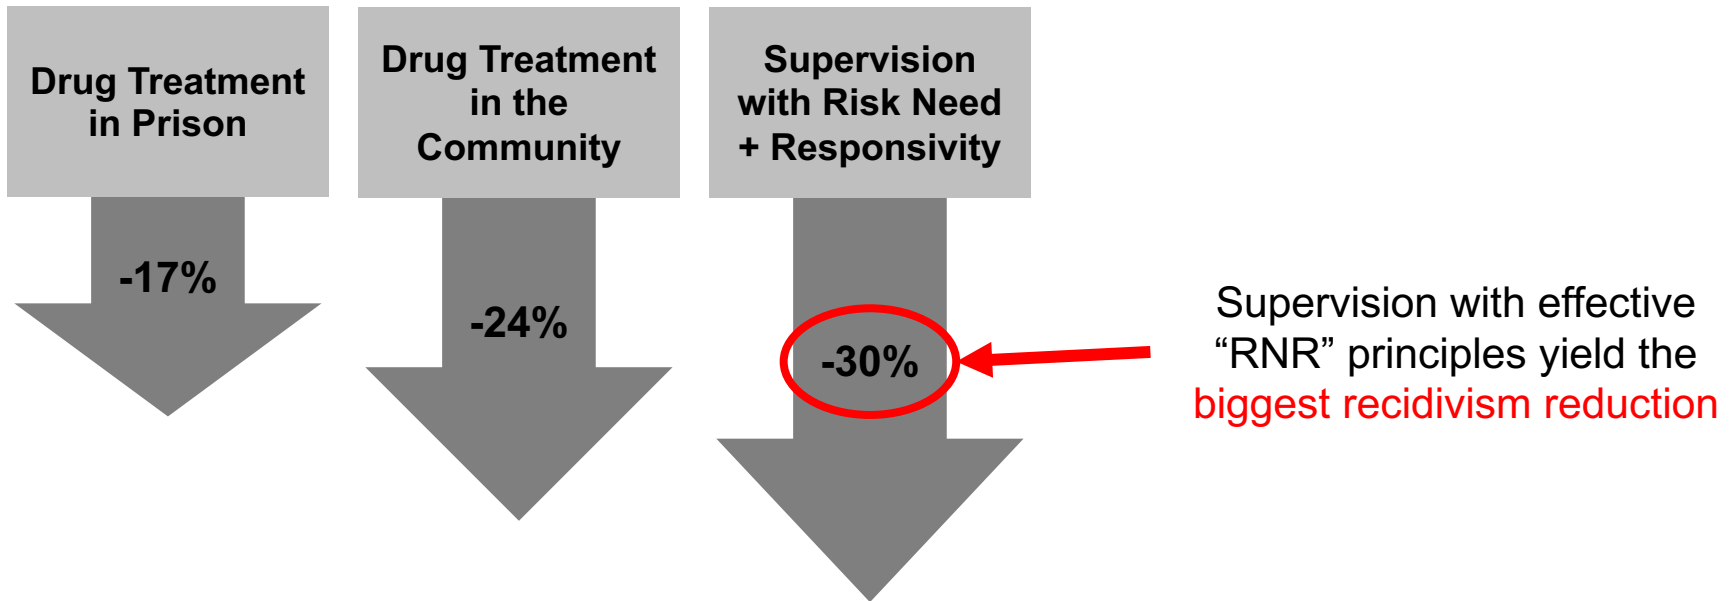 Drug Treatment
in Prison
-17%
Drug Treatment
in the
Community
-24%
Supervision
with Risk Need
+ Responsivity
-30%
Supervision with effective
“RNR” principles yield the
biggest recidivism reduction